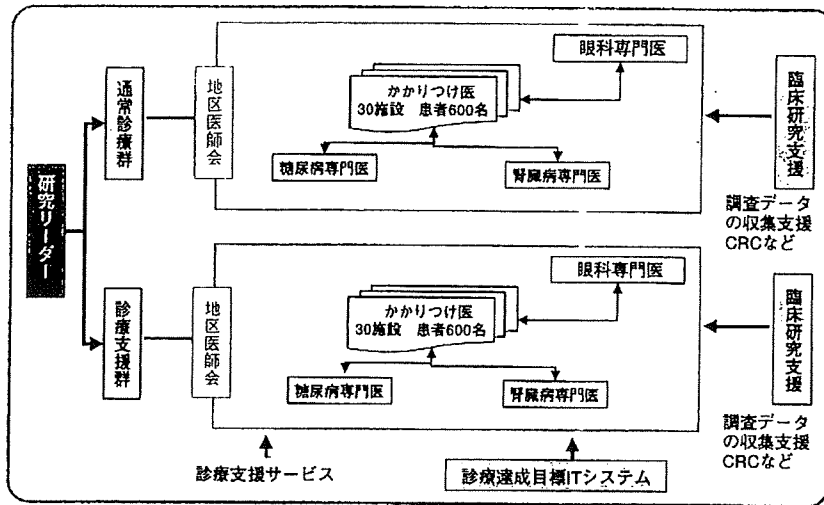 研究リーダー
通常診療群
地区医師会
眼科専門医
かかりつけ医
30施設 患者600名
糖尿病専門医
腎臓病専門医
臨床研究支援
調査データ
の収集支援
CRCなど
診療支援群
地区医師会
眼科専門医
かかりつけ医
30施設 患者600名
糖尿病専門医
腎臓病専門医
臨床研究支援
調査データ
の収集支援
CRCなど
診療支援サービス
診療達成目標ITシステム